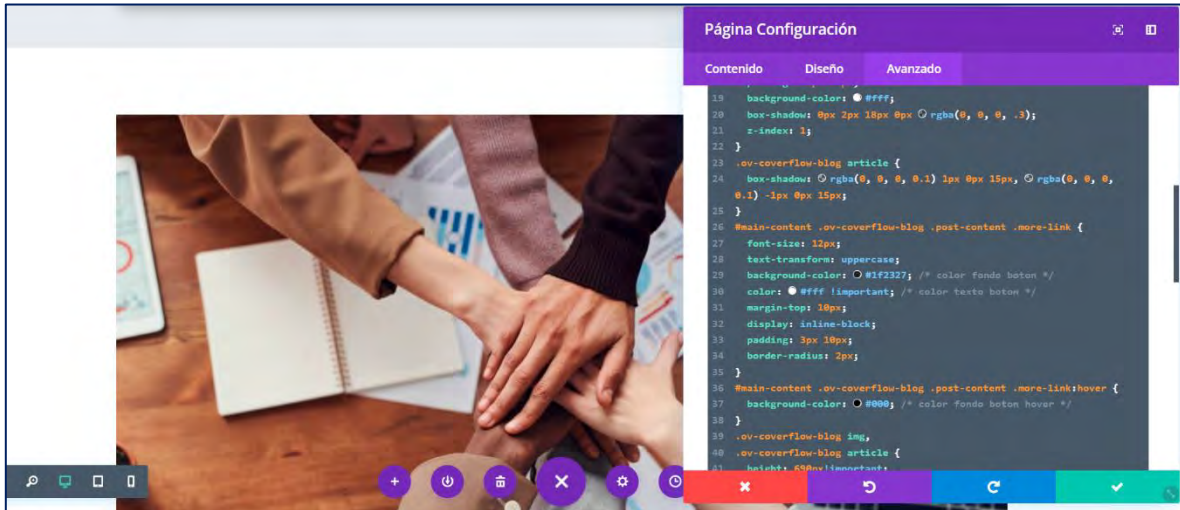 Página Configuración
Contenido Diseño Avanzado
19 background-color: #fff;
20 box-shadow: 0px 2px 18px 0px rgba(0, 0, 0, .3);
21 z-index: 1;
22 }
23 .ov-coverflow-blog article {
24 box-shadow: rgba(0, 0, 0, 0.1) 1px 0px 15px, rgba(0, 0, 0,
0.1) -1px 0px 15px;
25 }
26 #main-content .ov-coverflow-blog .post-content .more-link {
27 font-size: 12px;
28 text-transform: uppercase;
29 background-color: #1f2327; /* color fondo boton */
30 color: #fff !important; /* color texto boton */
31 margin-top: 10px;
32 display: inline-block;
33 padding: 3px 10px;
34 border-radius: 2px;
35 }
36 #main-content .ov-coverflow-blog .post-content .more-link:hover {
37 background-color: #000; /* color fondo boton hover */
38 }
39 .ov-coverflow-blog img,
40 .ov-coverflow-blog article {
41 height: 690px!important;